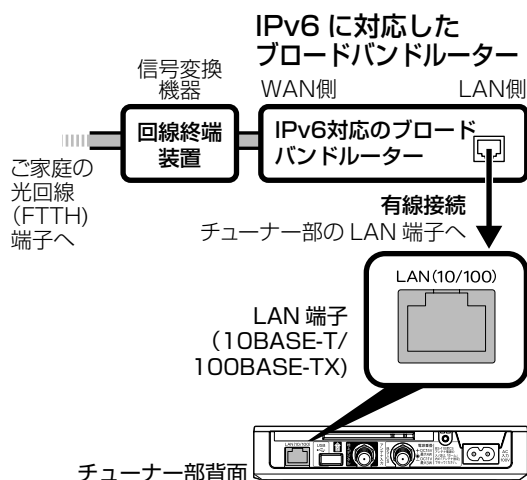 IPv6 に対応した
ブロードバンドルーター
信号変換
機器
WAN側
LAN側
回線終端
装置
IPv6対応のブロード
バンドルーター
ご家庭の
光回線
(FTTH)
端子へ
有線接続
チューナー部の LAN 端子へ
LAN(10/100)
LAN 端子
(10BASE-T/
100BASE-TX)
LAN(10/100)
USB
チューナー部背面